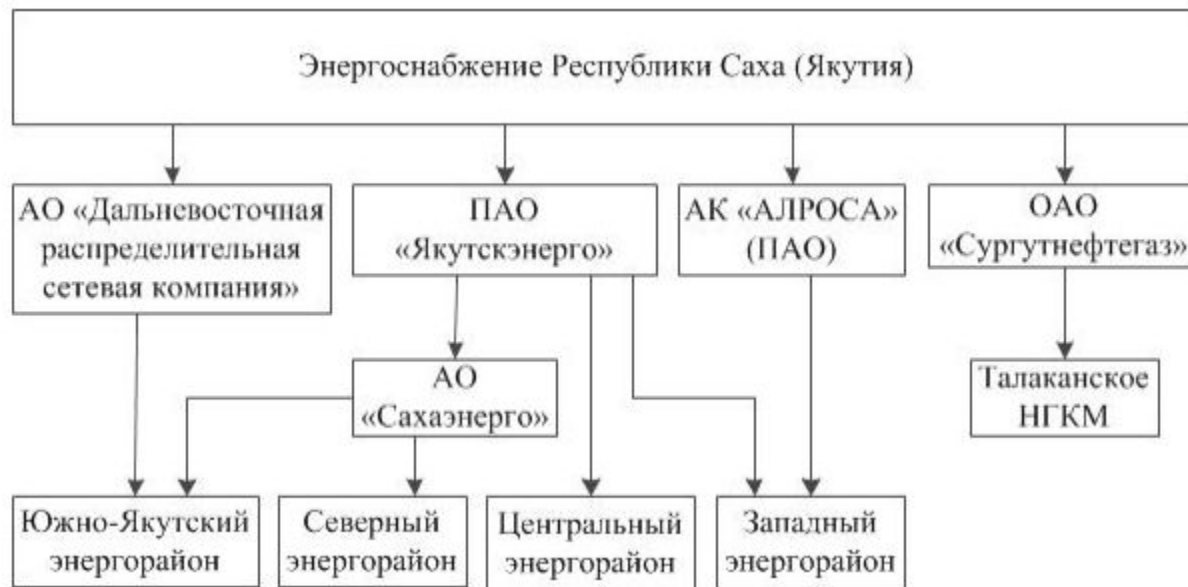 Энергоснабжение Республики Саха (Якутия)
АО «Дальневосточная
распределительная
сетевая компания»
ПАО
«Якутскэнерго»
АК «АЛРОСА»
(ПАО)
ОАО
«Сургутнефтегаз»
АО
«Сахаэнерго»
Талаканское
НГКМ
Южно-Якутский
энергорайон
Северный
энергорайон
Центральный
энергорайон
Западный
энергорайон